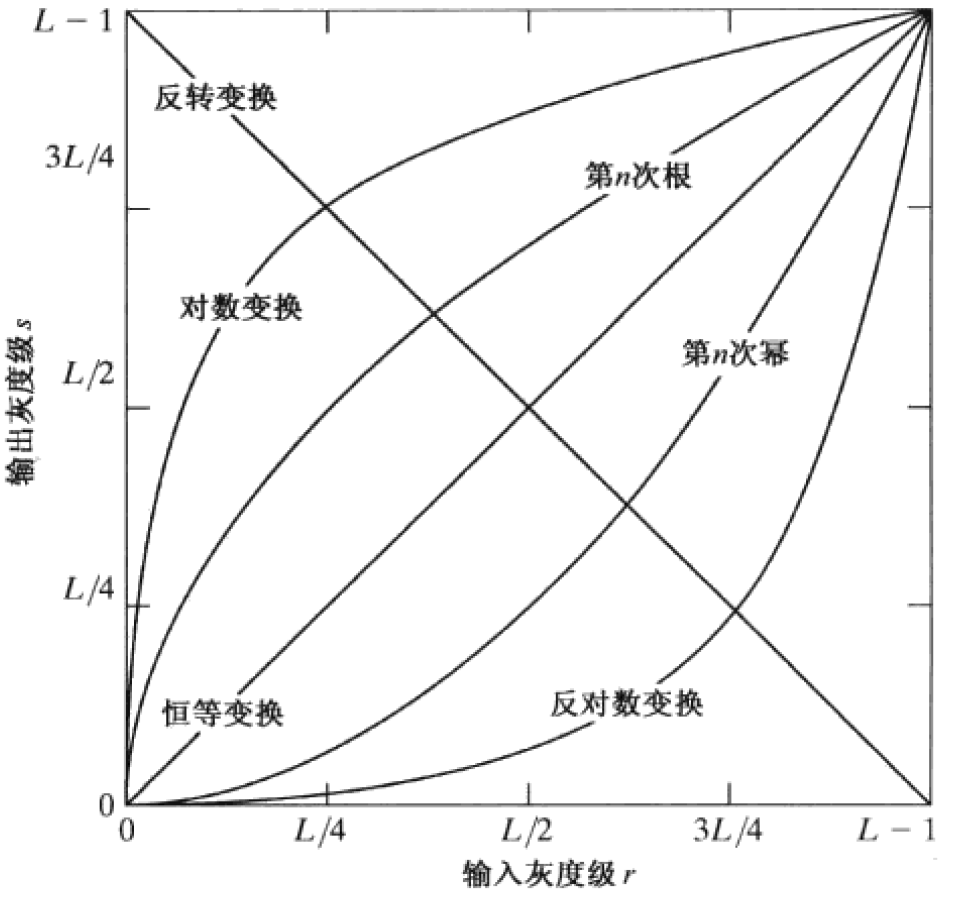 L − 1
反转变换
3L/4
第n次根
对数变换
第n次幂
L/2
输出灰度级 s
L/4
反对数变换
恒等变换
0
0
L/4
L/2
3L/4
L − 1
输入灰度级 r